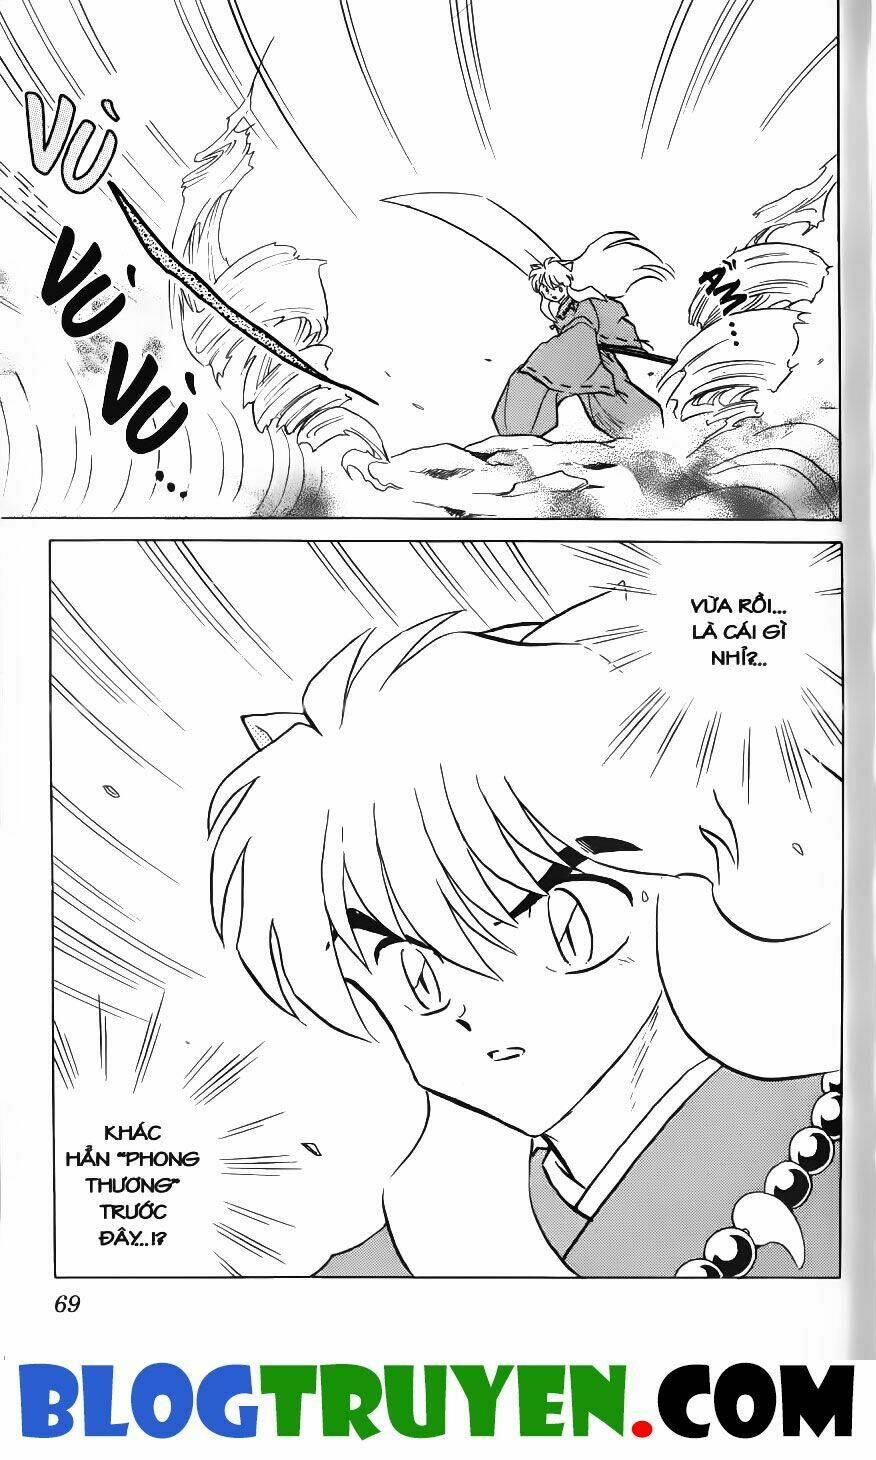 VÙ
VÙ
VÙ...
ẦM...
VỪA RỒI...
LÀ CÁI GÌ
NHỈ?...
KHÁC
HẲN "PHONG
THƯƠNG"
TRƯỚC
ĐÂY...!?
69
BLOGTRUYEN.COM